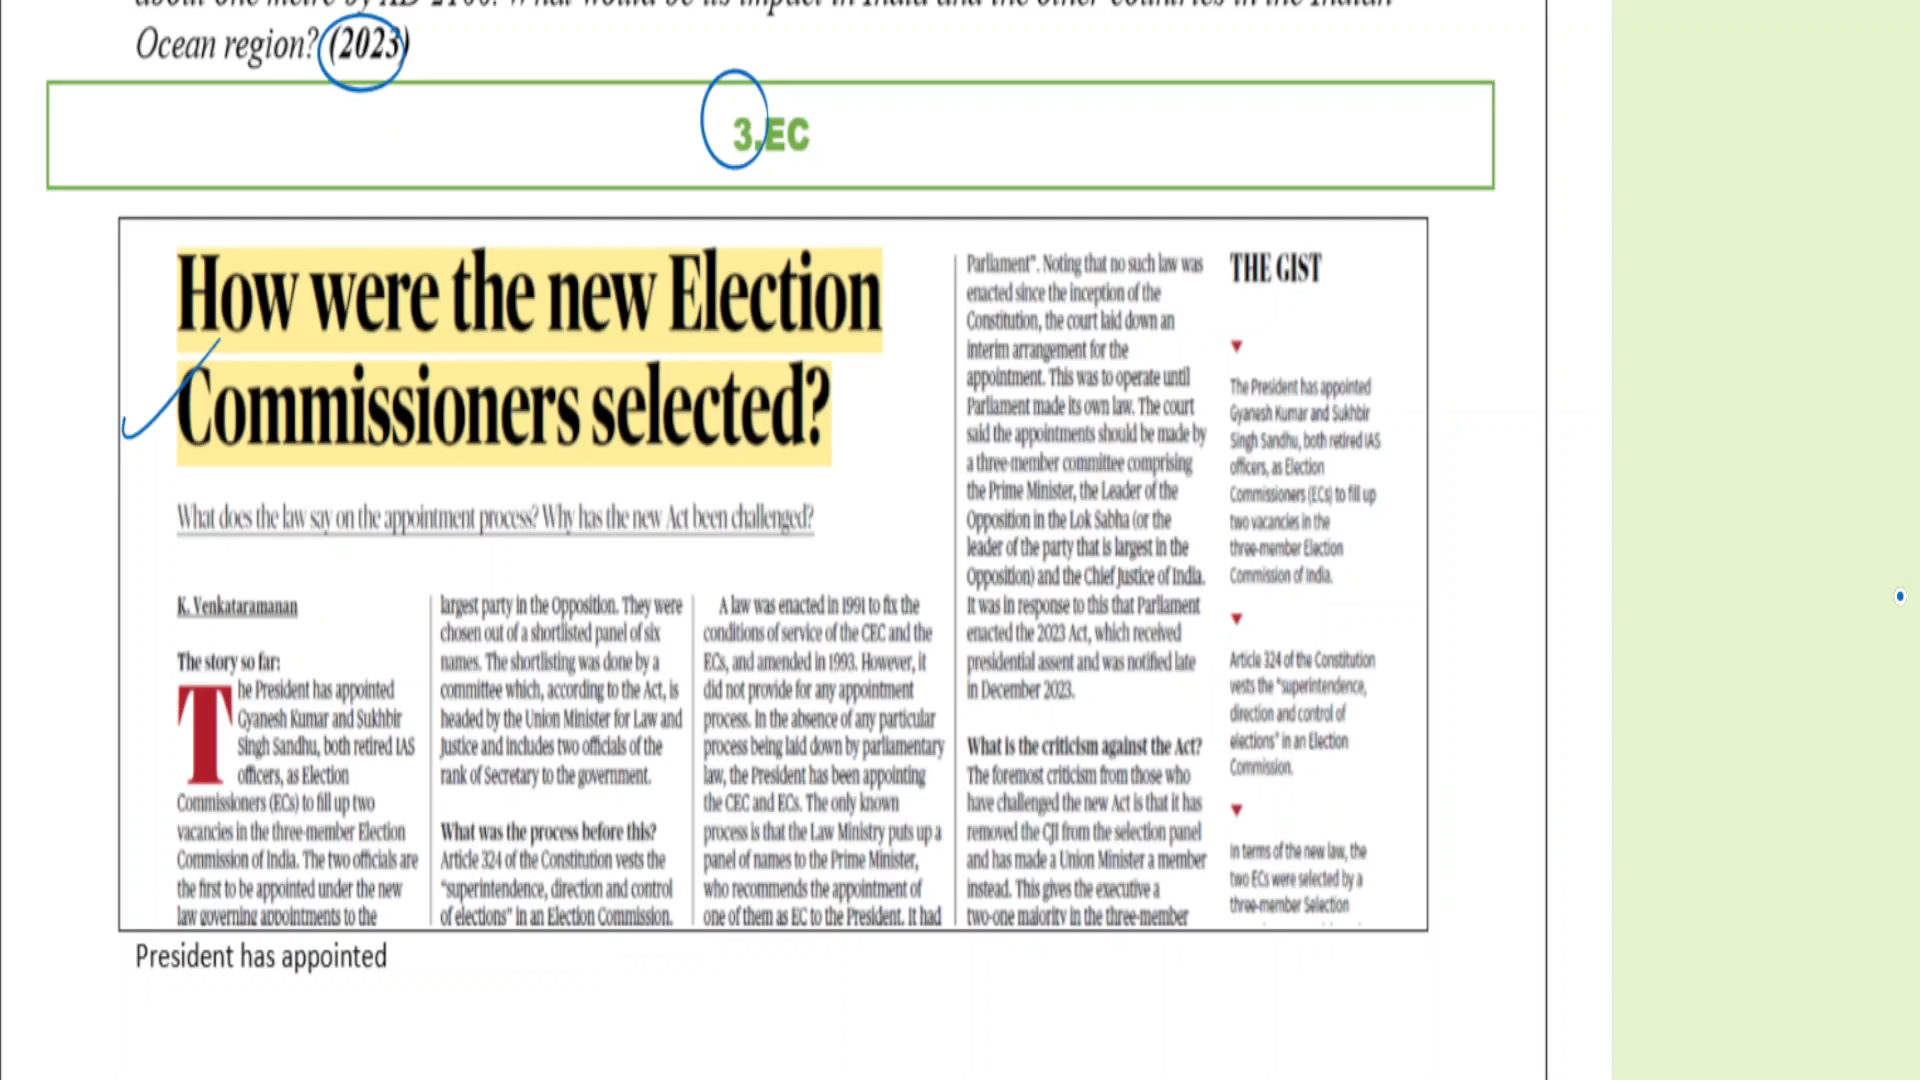 about one metre by AD 2100. What would be its impact in India and the other countries in the Indian
Ocean region? (2023)
3.EC
How were the new Election
Commissioners selected?
What does the law say on the appointment process? Why has the new Act been challenged?
K. Venkataramanan
The story so far:
The President has appointed
Gyanesh Kumar and Sukhbir
Singh Sandhu, both retired IAS
officers, as Election
Commissioners (ECs) to fill up two
vacancies in the three-member Election
Commission of India. The two officials are
the first to be appointed under the new
law governing appointments to the
largest party in the Opposition. They were
chosen out of a shortlisted panel of six
names. The shortlisting was done by a
committee which, according to the Act, is
headed by the Union Minister for Law and
Justice and includes two officials of the
rank of Secretary to the government.
What was the process before this?
Article 324 of the Constitution vests the
“superintendence, direction and control
of elections” in an Election Commission.
A law was enacted in 1991 to fix the
conditions of service of the CEC and the
ECs, and amended in 1993. However, it
did not provide for any appointment
process. In the absence of any particular
process being laid down by parliamentary
law, the President has been appointing
the CEC and ECs. The only known
process is that the Law Ministry puts up a
panel of names to the Prime Minister,
who recommends the appointment of
one of them as EC to the President. It had
Parliament”. Noting that no such law was
enacted since the inception of the
Constitution, the court laid down an
interim arrangement for the
appointment. This was to operate until
Parliament made its own law. The court
said the appointments should be made by
a three-member committee comprising
the Prime Minister, the Leader of the
Opposition in the Lok Sabha (or the
leader of the party that is largest in the
Opposition) and the Chief Justice of India.
It was in response to this that Parliament
enacted the 2023 Act, which received
presidential assent and was notified late
in December 2023.
What is the criticism against the Act?
The foremost criticism from those who
have challenged the new Act is that it has
removed the CJI from the selection panel
and has made a Union Minister a member
instead. This gives the executive a
two-one majority in the three-member
THE GIST
The President has appointed
Gyanesh Kumar and Sukhbir
Singh Sandhu, both retired IAS
officers, as Election
Commissioners (ECs) to fill up
two vacancies in the
three-member Election
Commission of India.
Article 324 of the Constitution
vests the “superintendence,
direction and control of
elections” in an Election
Commission.
In terms of the new law, the
two ECs were selected by a
three-member Selection
President has appointed